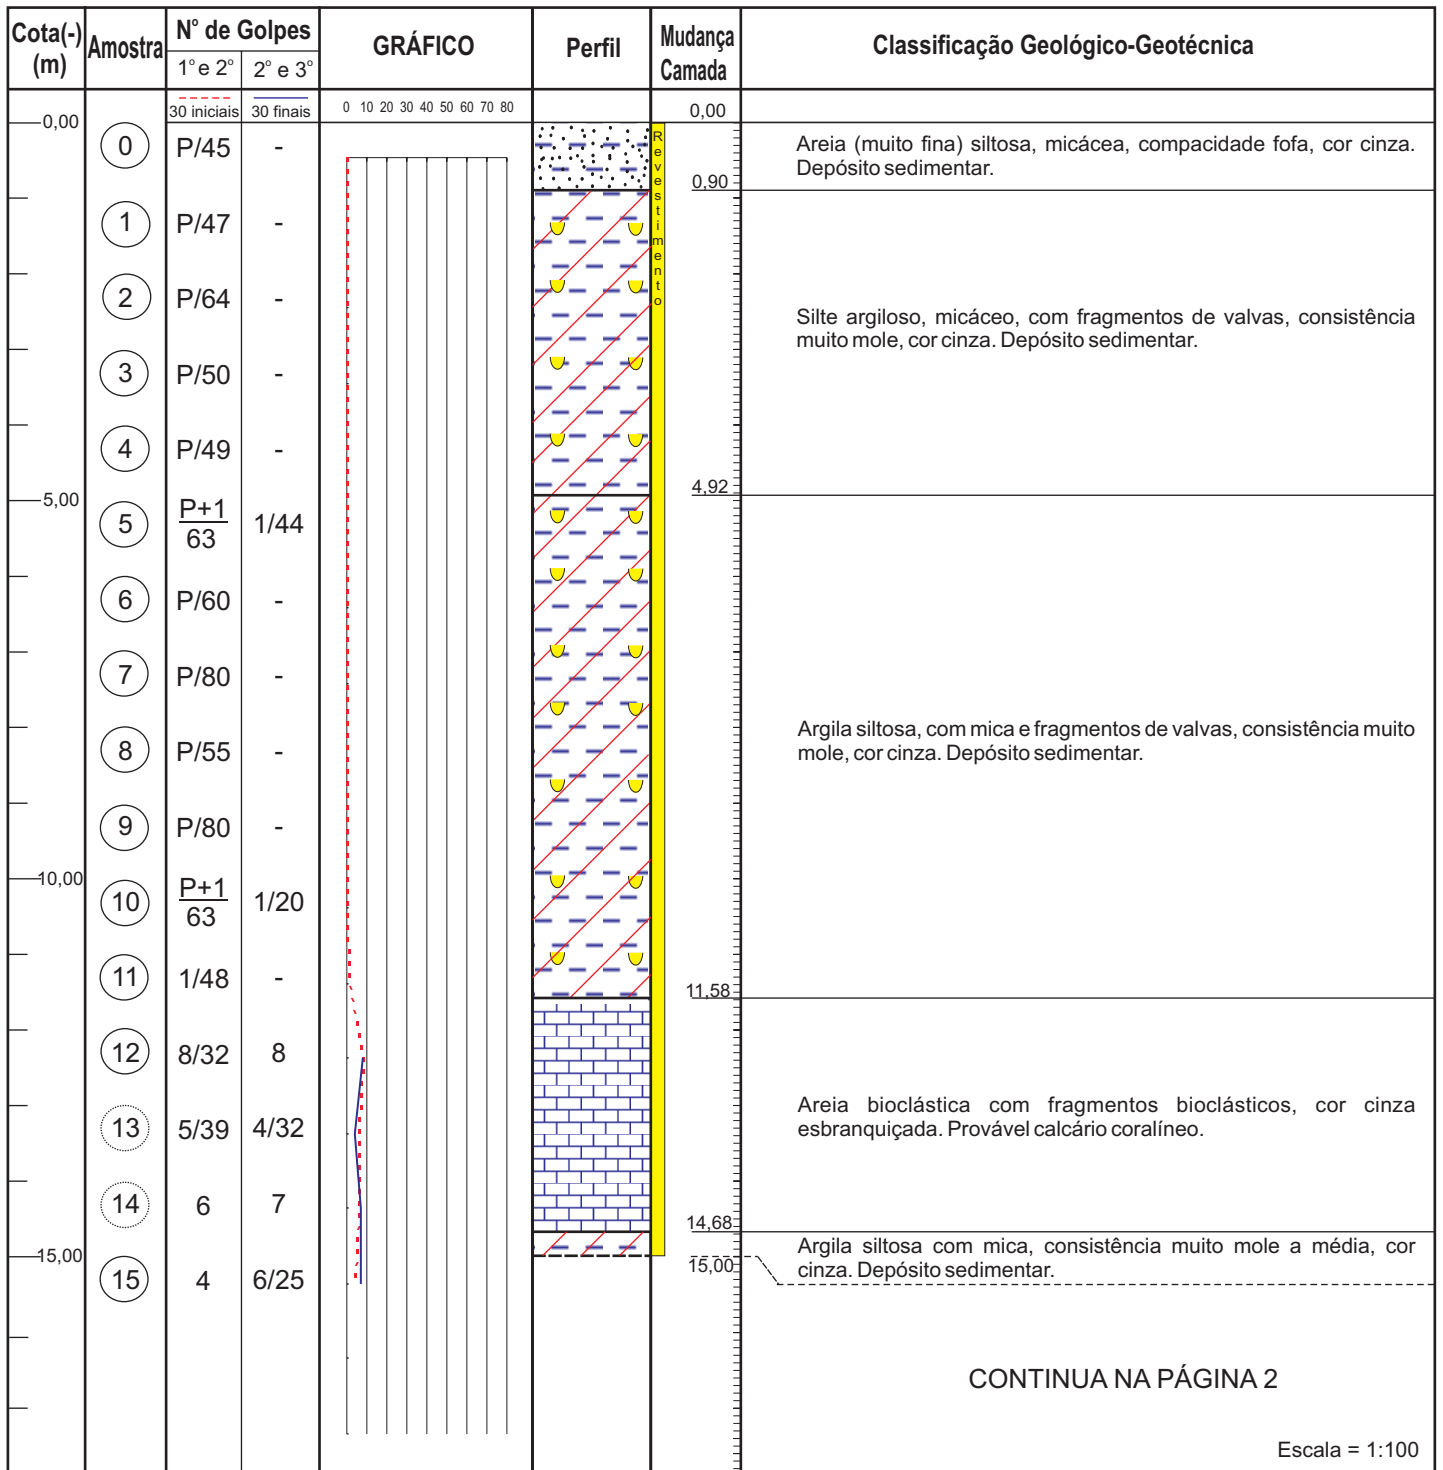 Cota(-)
(m)
Amostra
N° de Golpes
1° e 2°
2° e 3°
GRÁFICO
Perfil
Mudança
Camada
Classificação Geológico-Geotécnica
30 iniciais
30 finais
0 10 20 30 40 50 60 70 80
0,00
0,00
Revestimento
0 P/45 -
Areia (muito fina) siltosa, micácea, compacidade fofa, cor cinza.
Depósito sedimentar.
0,90
1 P/47 -
2 P/64 -
Silte argiloso, micáceo, com fragmentos de valvas, consistência
muito mole, cor cinza. Depósito sedimentar.
3 P/50 -
4 P/49 -
4,92
5,00
5 P+1
63
1/44
6 P/60 -
7 P/80 -
Argila siltosa, com mica e fragmentos de valvas, consistência muito
mole, cor cinza. Depósito sedimentar.
8 P/55 -
9 P/80 -
10,00
10 P+1
63
1/20
11 1/48 -
11,58
12 8/32 8
Areia bioclástica com fragmentos bioclásticos, cor cinza
esbranquiçada. Provável calcário coralíneo.
13 5/39 4/32
14 6 7
14,68
15,00
Argila siltosa com mica, consistência muito mole a média, cor
cinza. Depósito sedimentar.
15,00
15 4 6/25
CONTINUA NA PÁGINA 2
Escala = 1:100